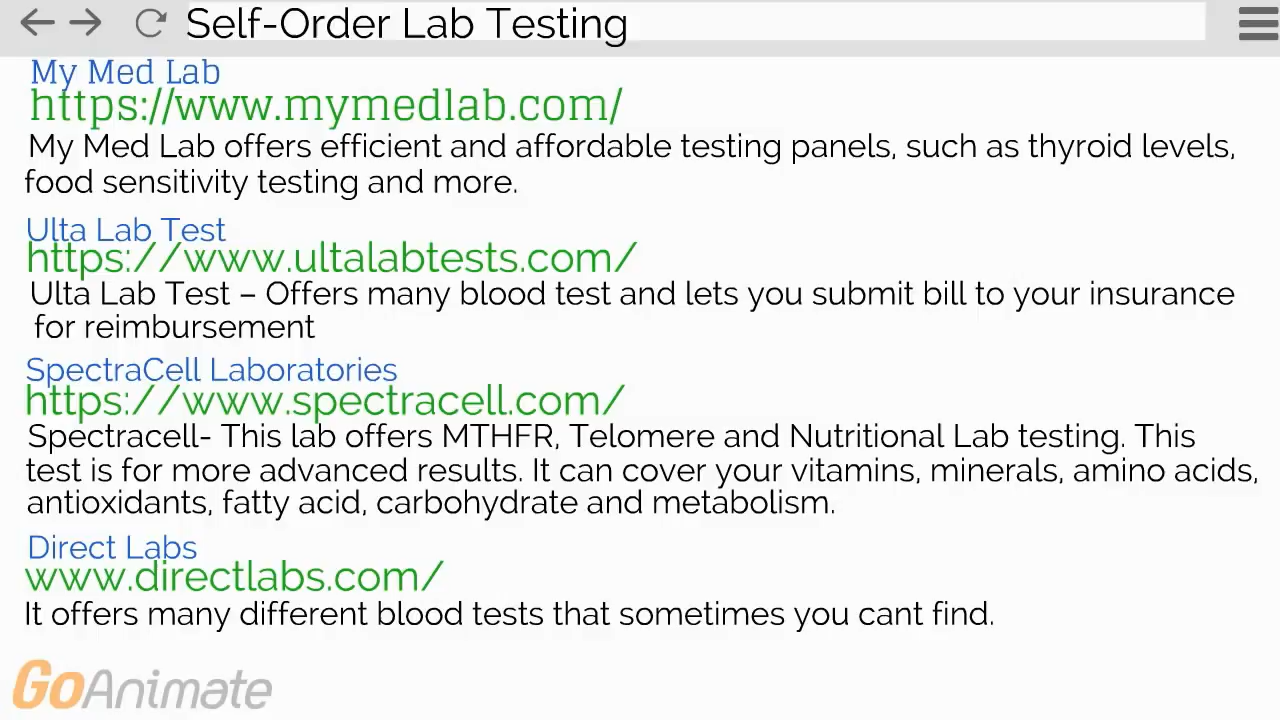 Self-Order Lab Testing
My Med Lab
https://www.mymedlab.com/
My Med Lab offers efficient and affordable testing panels, such as thyroid levels,
food sensitivity testing and more.
Ulta Lab Test
https://www.ultalabtests.com/
Ulta Lab Test – Offers many blood test and lets you submit bill to your insurance
for reimbursement
SpectraCell Laboratories
https://www.spectracell.com/
Spectracell- This lab offers MTHFR, Telomere and Nutritional Lab testing. This
test is for more advanced results. It can cover your vitamins, minerals, amino acids,
antioxidants, fatty acid, carbohydrate and metabolism.
Direct Labs
www.directlabs.com/
It offers many different blood tests that sometimes you cant find.
GoAnimate